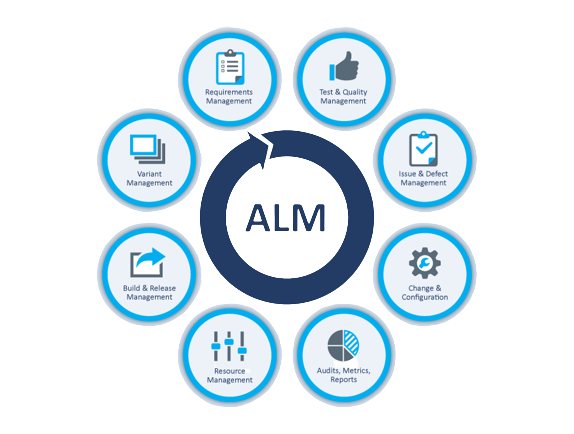 Requirements
Management
Test & Quality
Management
Variant
Management
Issue & Defect
Management
ALM
Build & Release
Management
Change &
Configuration
Resource
Management
Audits, Metrics,
Reports